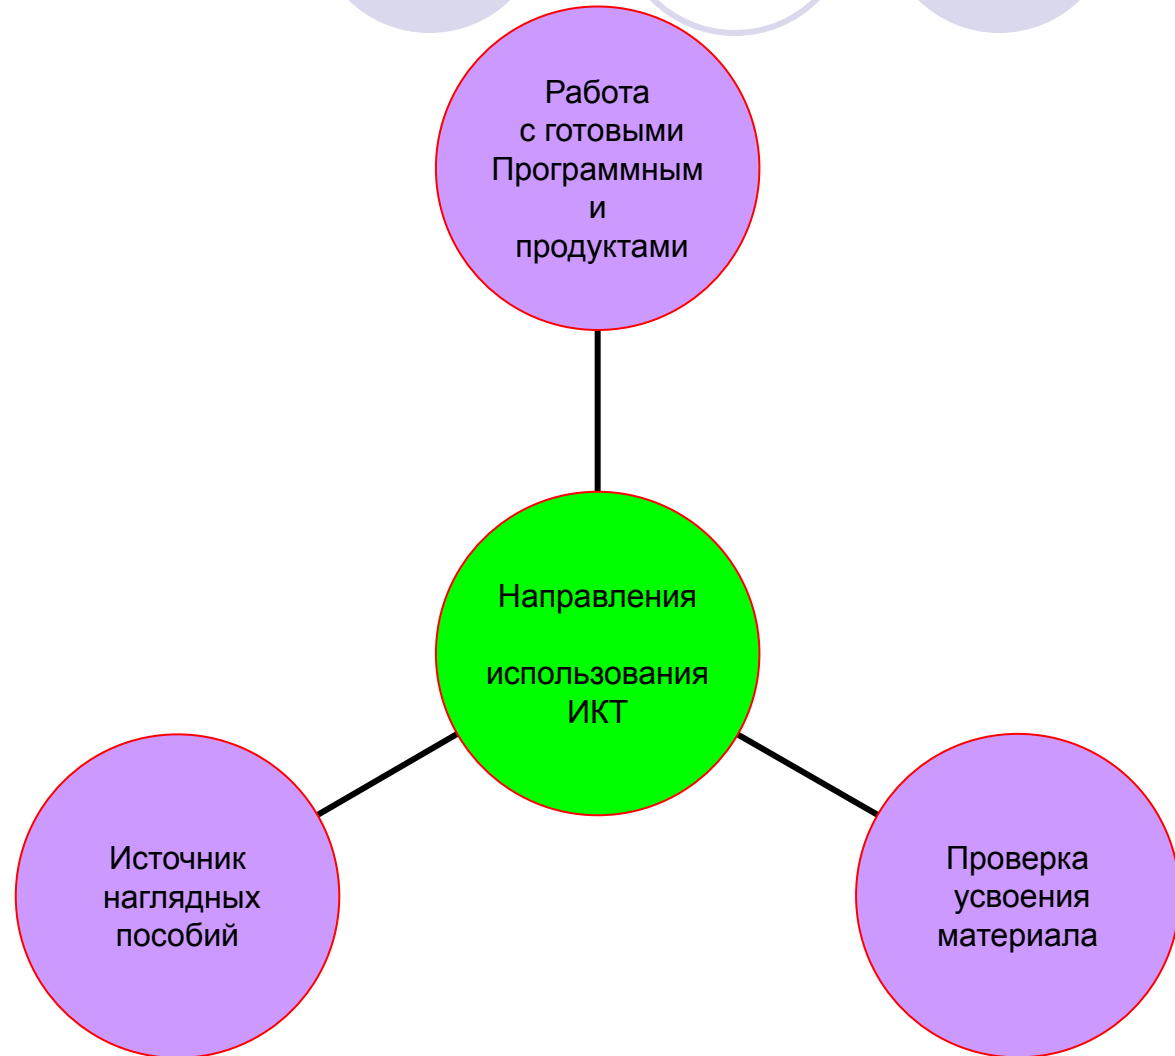 Работа
с готовыми
Программным
и
продуктами
Направления
использования
ИКТ
Источник
наглядных
пособий
Проверка
усвоения
материала